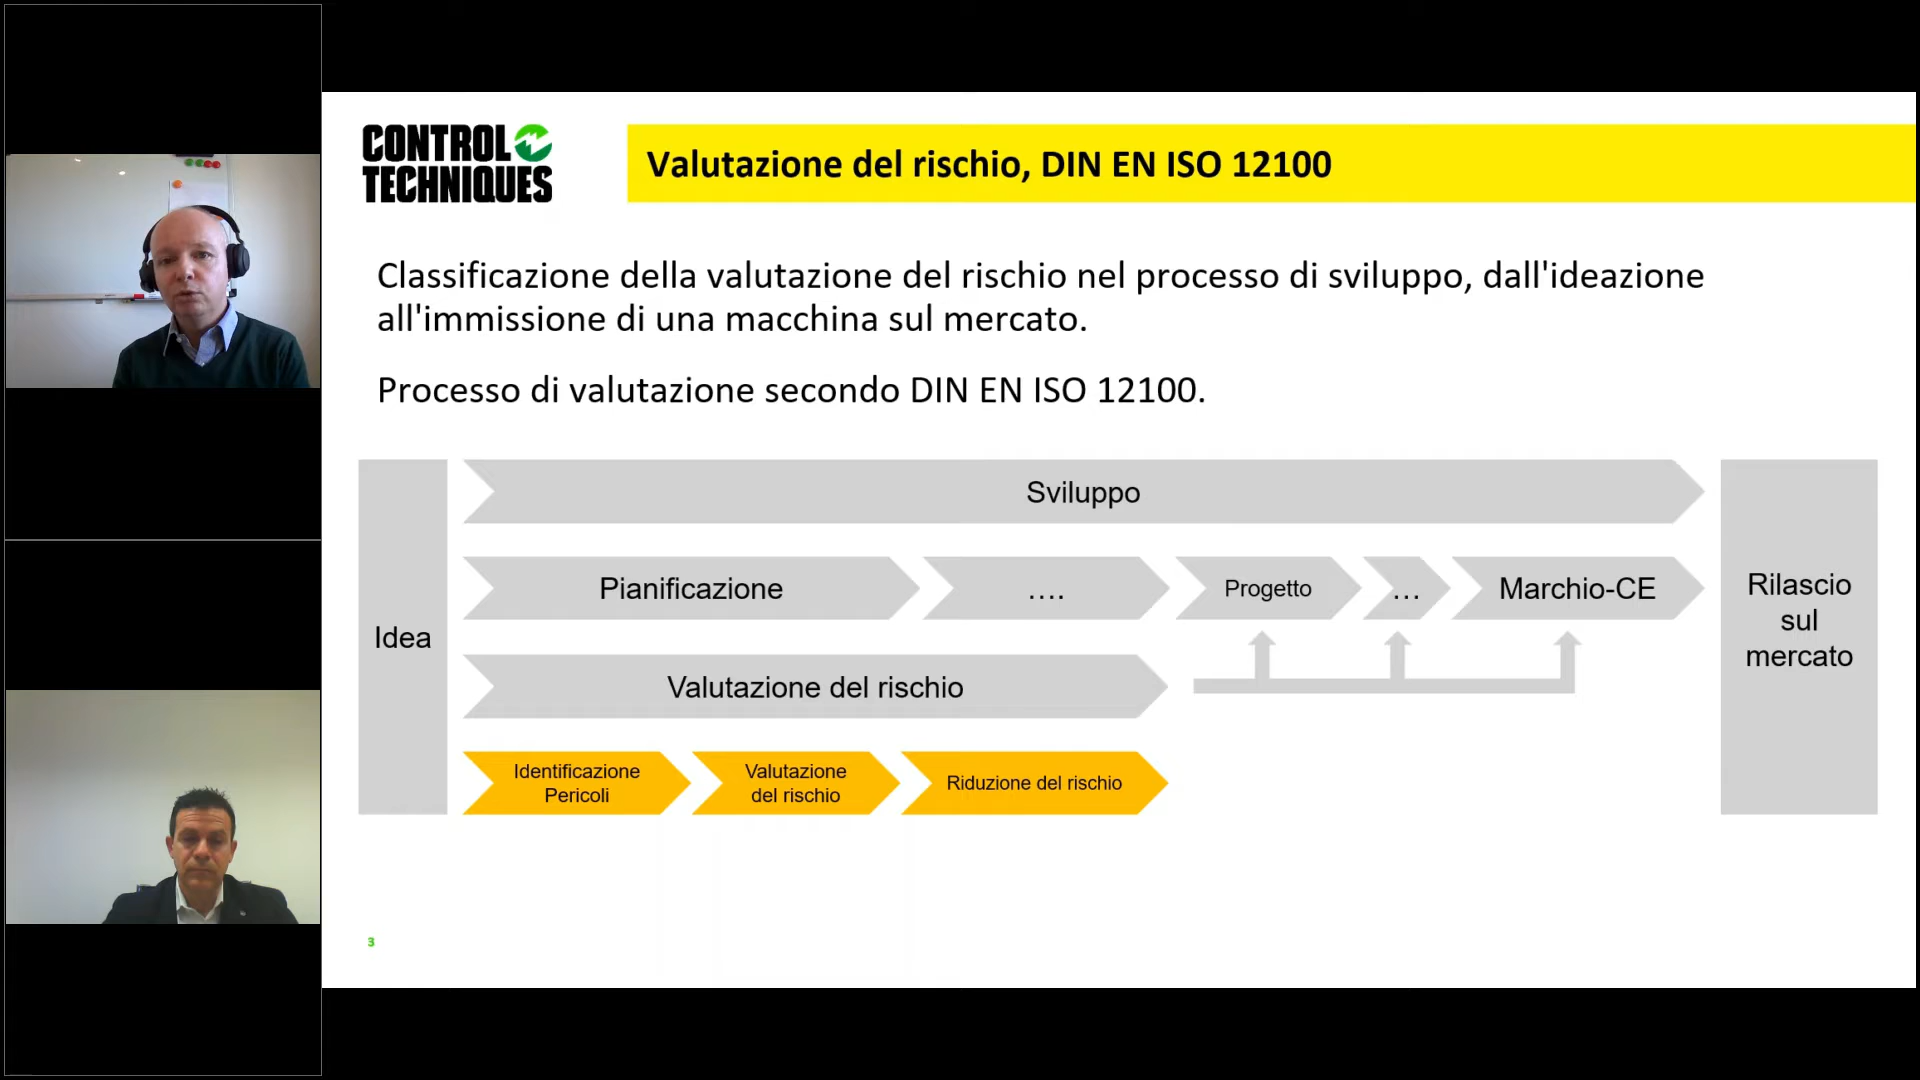 CONTROL
TECHNIQUES
Valutazione del rischio, DIN EN ISO 12100
Classificazione della valutazione del rischio nel processo di sviluppo, dall'ideazione
all'immissione di una macchina sul mercato.
Processo di valutazione secondo DIN EN ISO 12100.
Idea
Sviluppo
Pianificazione
....
Progetto
...
Marchio-CE
Valutazione del rischio
Identificazione
Pericoli
Valutazione
del rischio
Riduzione del rischio
Rilascio
sul
mercato
3